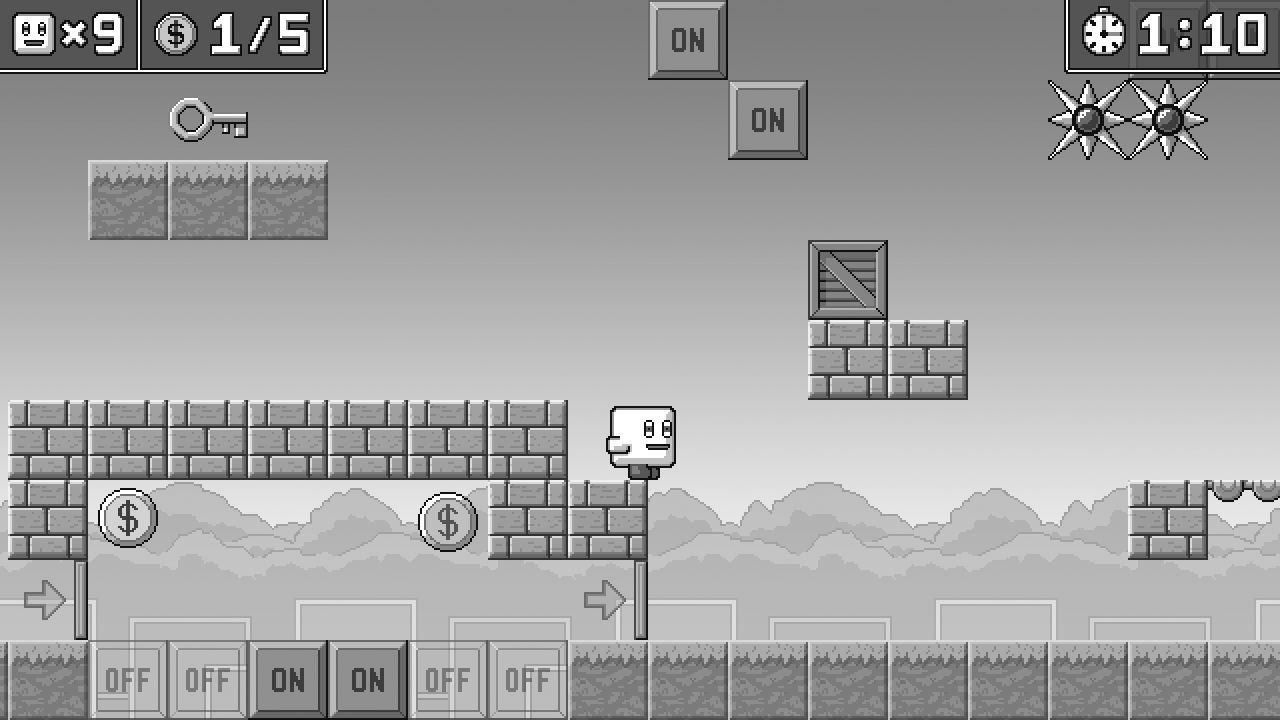 ×9 $ 1/5 1:10
ON
ON
$ $
OFF OFF ON ON OFF OFF